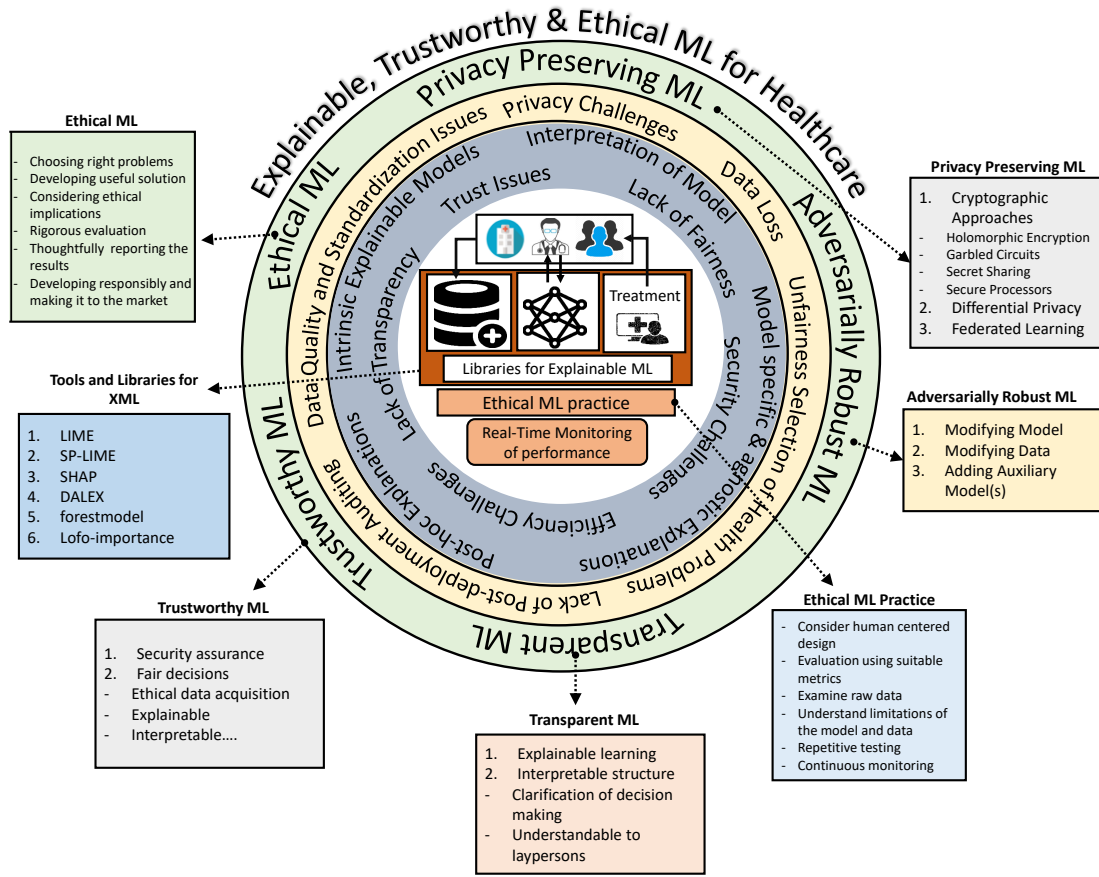 Explainable, Trustworthy & Ethical ML for Healthcare
Privacy Preserving ML
Adversarially Robust ML
Transparent ML
Trustworthy ML
Ethical ML
Privacy Challenges
Data Loss
Unfairness Selection of Health Problems
Lack of Post-deployment Auditing
Data Quality and Standardization Issues
Interpretation of Model
Model specific & agnostic Explanations
Post-hoc Explanations
Intrinsic Explainable Models
Trust Issues
Lack of Fairness
Security Challenges
Efficiency Challenges
Lack of Transparency
Treatment
Libraries for Explainable ML
Ethical ML practice
Real-Time Monitoring
of performance
Ethical ML
- Choosing right problems
- Developing useful solution
- Considering ethical
implications
- Rigorous evaluation
- Thoughtfully reporting the
results
- Developing responsibly and
making it to the market
Tools and Libraries for
XML
1. LIME
2. SP-LIME
3. SHAP
4. DALEX
5. forestmodel
6. Lofo-importance
Trustworthy ML
1. Security assurance
2. Fair decisions
- Ethical data acquisition
- Explainable
- Interpretable....
Transparent ML
1. Explainable learning
2. Interpretable structure
- Clarification of decision
making
- Understandable to
laypersons
Privacy Preserving ML
1. Cryptographic
Approaches
- Holomorphic Encryption
- Garbled Circuits
- Secret Sharing
- Secure Processors
2. Differential Privacy
3. Federated Learning
Adversarially Robust ML
1. Modifying Model
2. Modifying Data
3. Adding Auxiliary
Model(s)
Ethical ML Practice
- Consider human centered
design
- Evaluation using suitable
metrics
- Examine raw data
- Understand limitations of
the model and data
- Repetitive testing
- Continuous monitoring